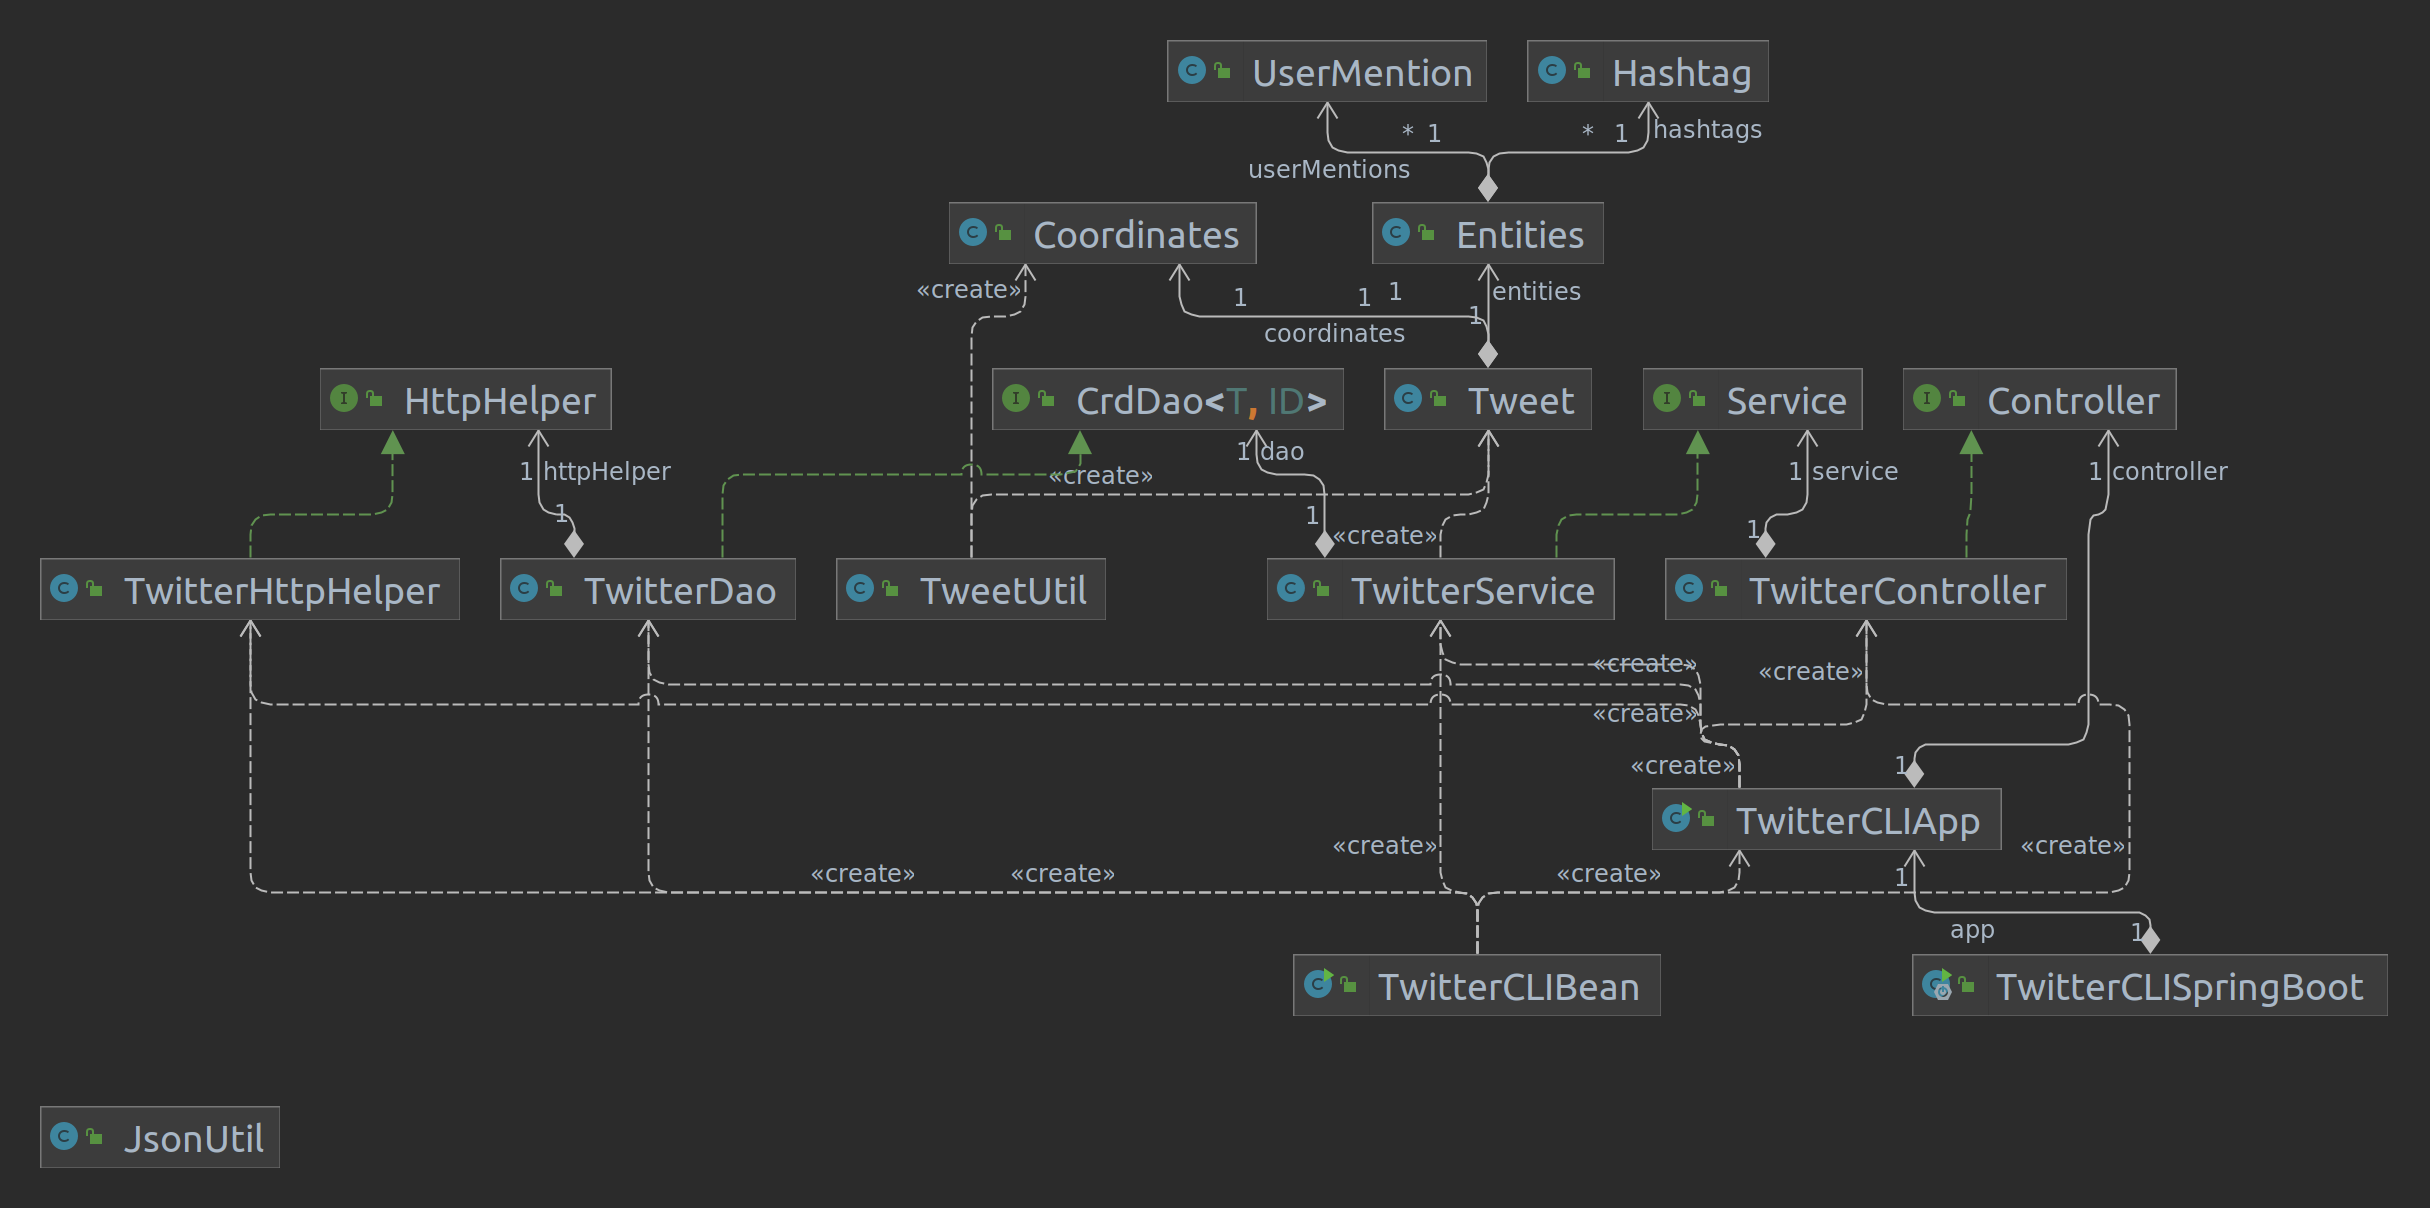 UserMention
Hashtag
* 1
* 1
hashtags
userMentions
Coordinates
Entities
«create»
1
1
1
entities
1
coordinates
HttpHelper
CrdDao<T, ID>
Tweet
Service
Controller
1 dao
1 httpHelper
«create»
1 service
1 controller
1
1
«create»
1
TwitterHttpHelper
TwitterDao
TweetUtil
TwitterService
TwitterController
«create»
«create»
«create»
«create»
1
TwitterCLIApp
«create»
«create»
«create»
«create»
«create»
1
app
1
TwitterCLIBean
TwitterCLISpringBoot
JsonUtil